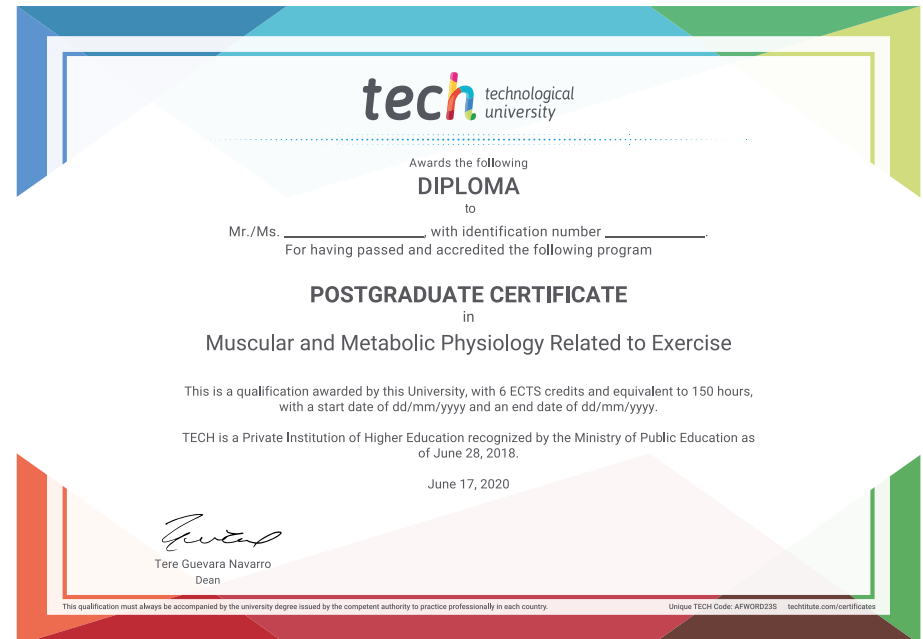 tech technological
university
Awards the following
DIPLOMA
to
Mr./Ms. ____________, with identification number ____________.
For having passed and accredited the following program
POSTGRADUATE CERTIFICATE
in
Muscular and Metabolic Physiology Related to Exercise
This is a qualification awarded by this University, with 6 ECTS credits and equivalent to 150 hours,
with a start date of dd/mm/yyyy and an end date of dd/mm/yyyy.
TECH is a Private Institution of Higher Education recognized by the Ministry of Public Education as
of June 28, 2018.
June 17, 2020
Tere Guevara Navarro
Dean
This qualification must always be accompanied by the university degree issued by the competent authority to practice professionally in each country.
Unique TECH Code: AFWORD23S techtitute.com/certificates